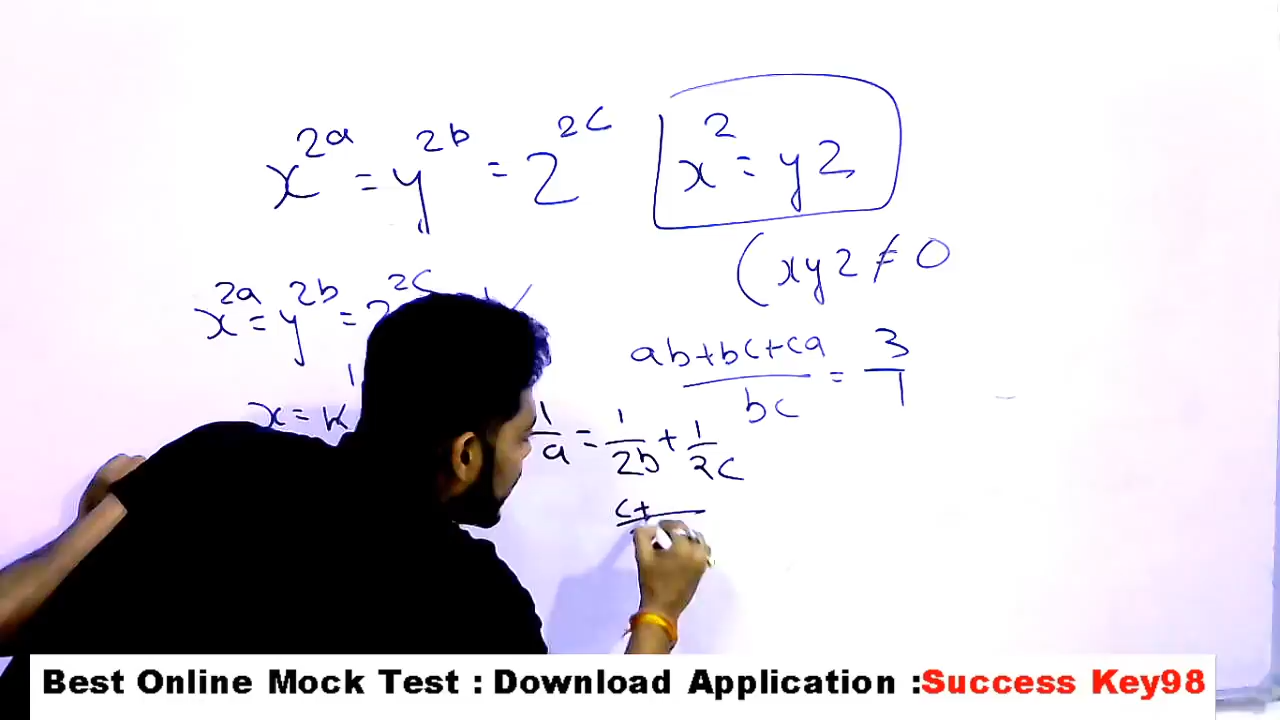 x^2a = y^2b = z^2c
x^2 = yz
(xyz ≠ 0
x^2a = y^2b = z^2c
ab+bc+ca / bc = 3/1
x = K^1
1/a = 1/2b + 1/2c
c+
Best Online Mock Test : Download Application :Success Key98